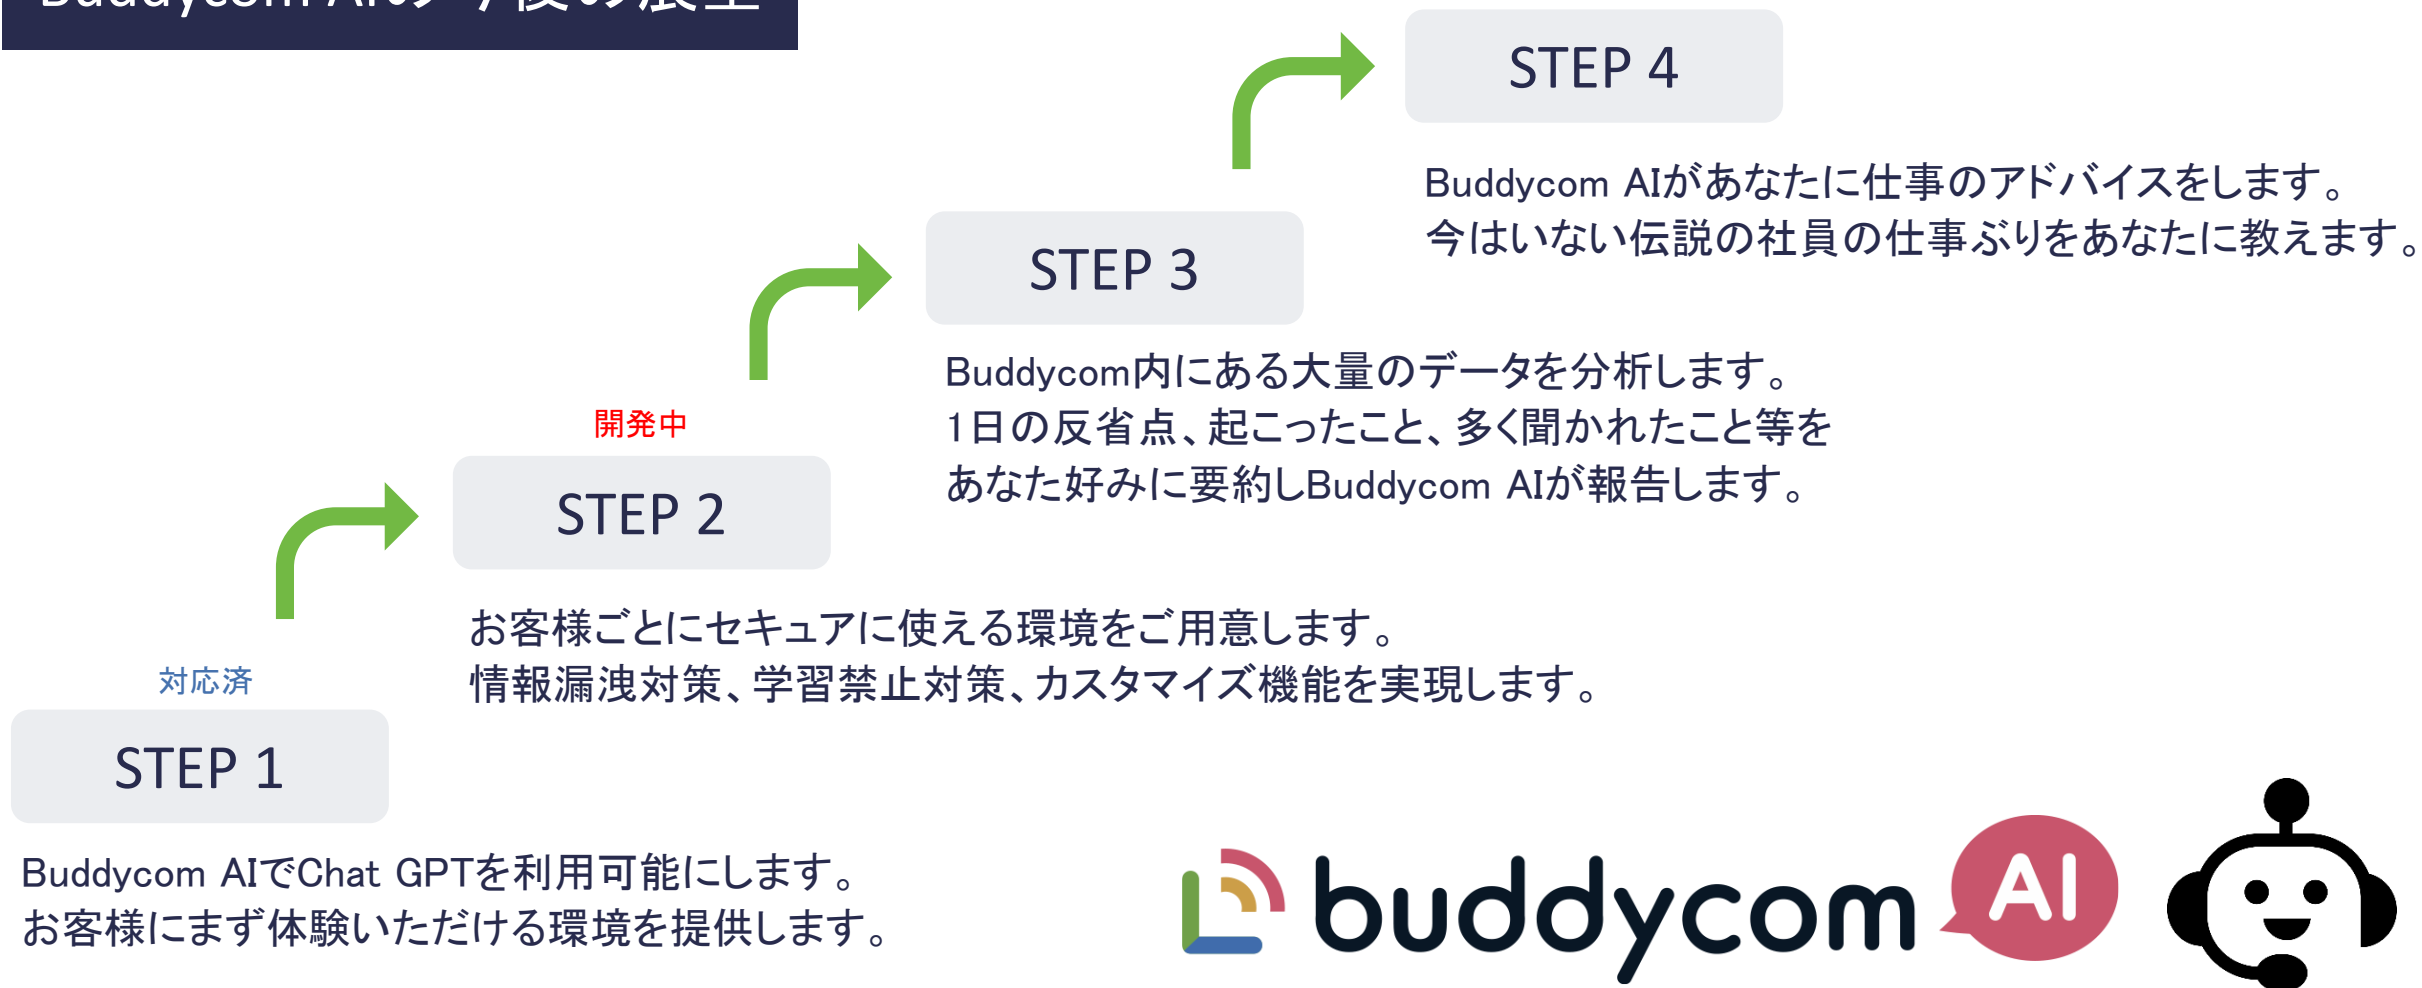 Buddycom AIの今後の展望
STEP 4
Buddycom AIがあなたに仕事のアドバイスをします。
今はいない伝説の社員の仕事ぶりをあなたに教えます。
STEP 3
Buddycom内にある大量のデータを分析します。
1日の反省点、起こったこと、多く聞かれたこと等を
あなた好みに要約しBuddycom AIが報告します。
開発中
STEP 2
お客様ごとにセキュアに使える環境をご用意します。
情報漏洩対策、学習禁止対策、カスタマイズ機能を実現します。
対応済
STEP 1
Buddycom AIでChat GPTを利用可能にします。
お客様にまず体験いただける環境を提供します。
buddycom AI